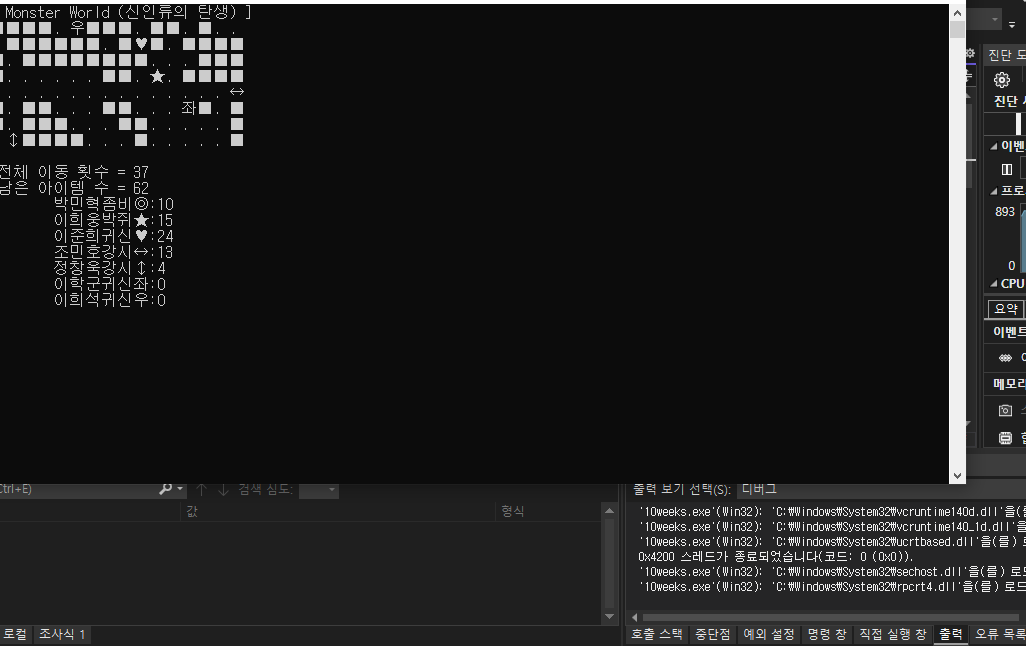 Monster World (신인류의 탄생) ]
■■■■. 우■■■. ■■. ■. .
■■■■■■. ■♥■. ■■■■
. ■■■■■■■■. . . ■■■
. . . . . . ■■. ★. ■■■■
. . . . . . . . . . . . . . ↔
. ■■. . . ■■. . . 좌■. ■
. ■■■. . . ■■. . . . . ■
↕■■■■. . . ■. . . . . ■
전체 이동 횟수 = 37
남은 아이템 수 = 62
박민혁좀비◎:10
이희웅박쥐★:15
이준희귀신♥:24
조민호강시↔:13
정창욱강시↕:4
이학군귀신좌:0
이희석귀신우:0
진단 도
진단
이벤
프로
893
0
CPU
요약
이벤트
메모리
Ctrl+E)
검색 심도:
값
형식
로컬
조사식 1
출력 보기 선택(S): 디버그
'10weeks.exe'(Win32): 'C:\Windows\System32\vcruntime140d.dll'을(를
'10weeks.exe'(Win32): 'C:\Windows\System32\vcruntime140_1d.dll'을
'10weeks.exe'(Win32): 'C:\Windows\System32\ucrtbased.dll'을(를) 로
0x4200 스레드가 종료되었습니다(코드: 0 (0x0)).
'10weeks.exe'(Win32): 'C:\Windows\System32\sechost.dll'을(를) 로드
'10weeks.exe'(Win32): 'C:\Windows\System32\rpcrt4.dll'을(를) 로드
호출 스택 중단점 예외 설정 명령 창 직접 실행 창 출력 오류 목록